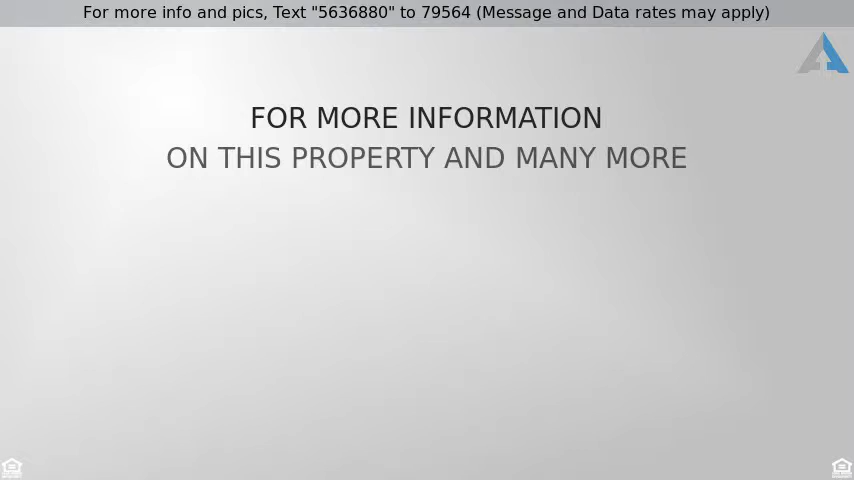 For more info and pics, Text "5636880" to 79564 (Message and Data rates may apply)
FOR MORE INFORMATION
ON THIS PROPERTY AND MANY MORE